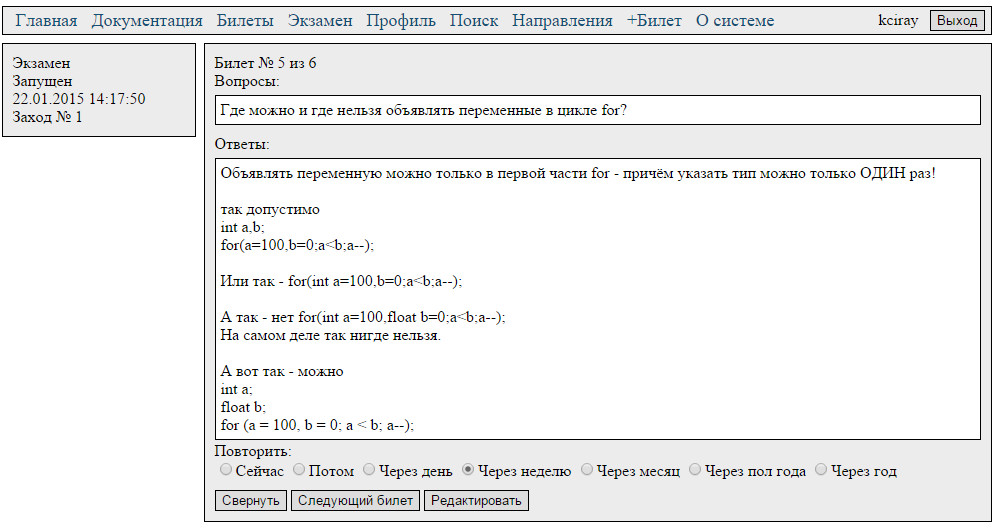 Главная Документация Билеты Экзамен Профиль Поиск Направления +Билет О системе kciray Выход
Экзамен
Запущен
22.01.2015 14:17:50
Заход № 1
Билет № 5 из 6
Вопросы:
Где можно и где нельзя объявлять переменные в цикле for?
Ответы:
Объявлять переменную можно только в первой части for - причём указать тип можно только ОДИН раз!
так допустимо
int a,b;
for(a=100,b=0;a<b;a--);
Или так - for(int a=100,b=0;a<b;a--);
А так - нет for(int a=100,float b=0;a<b;a--);
На самом деле так нигде нельзя.
А вот так - можно
int a;
float b;
for (a = 100, b = 0; a < b; a--);
Повторить:
Сейчас Потом Через день Через неделю Через месяц Через пол года Через год
Свернуть Следующий билет Редактировать